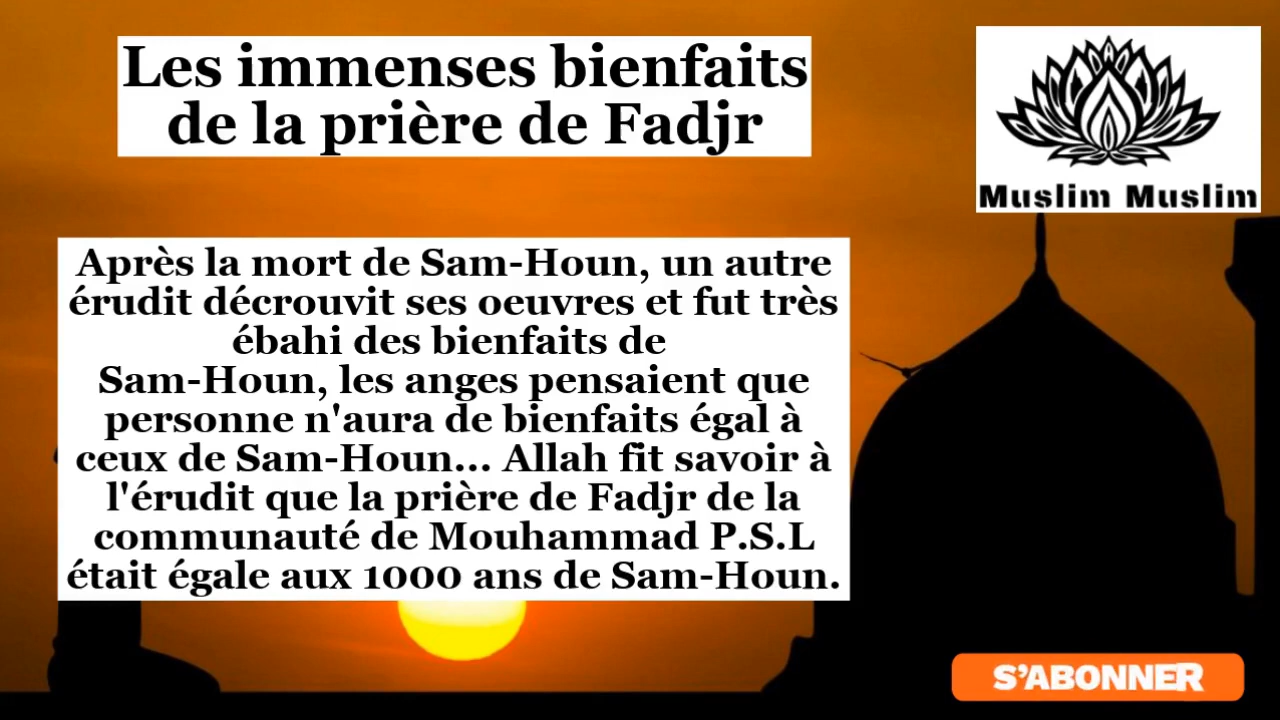 Les immenses bienfaits
de la prière de Fadjr
Muslim Muslim
Après la mort de Sam-Houn, un autre
érudit décrouvit ses oeuvres et fut très
ébahi des bienfaits de
Sam-Houn, les anges pensaient que
personne n'aura de bienfaits égal à
ceux de Sam-Houn... Allah fit savoir à
l'érudit que la prière de Fadjr de la
communauté de Mouhammad P.S.L
était égale aux 1000 ans de Sam-Houn.
S'ABONNER